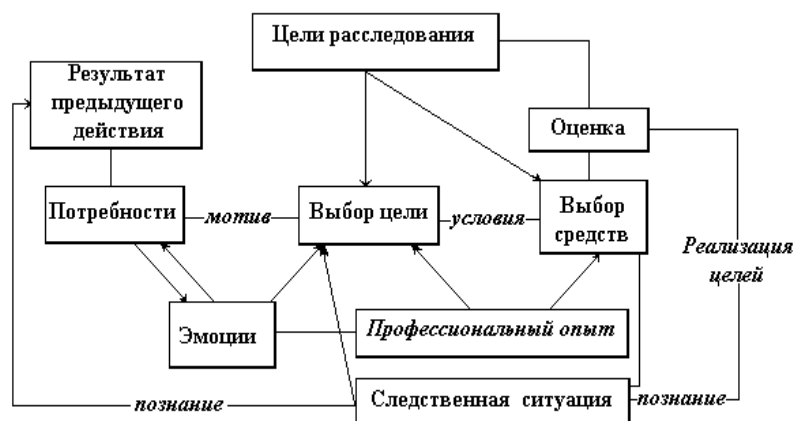 Цели расследования
Результат
предыдущего
действия
Оценка
Потребности
мотив
Выбор цели
условия
Выбор
средств
Реализация
целей
Эмоции
Профессиональный опыт
познание
Следственная ситуация
познание